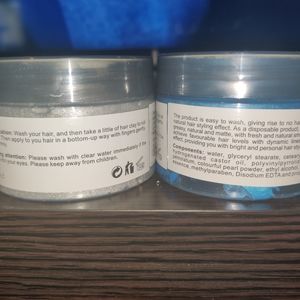 Wash your hair, and then take a little of hair clay to
Then apply to you hair in a bottom-up way with fingers gently
attention: Please wash with clear water immediately if the
your eyes. Please keep away from children.
The product is easy to wash, giving rise to no
natural hair styling effect. As a disposable product,
greasy, natural and matte, with fresh and natural
achieve favourable hair levels with dynamic
effect, providing you with bright and personal hair
Components: water, glyceryl stearate,
hydrogenated castor oil,
colourful pearl powder, ethyl alcohol,
essence, methylparaben, Disodium EDTA and